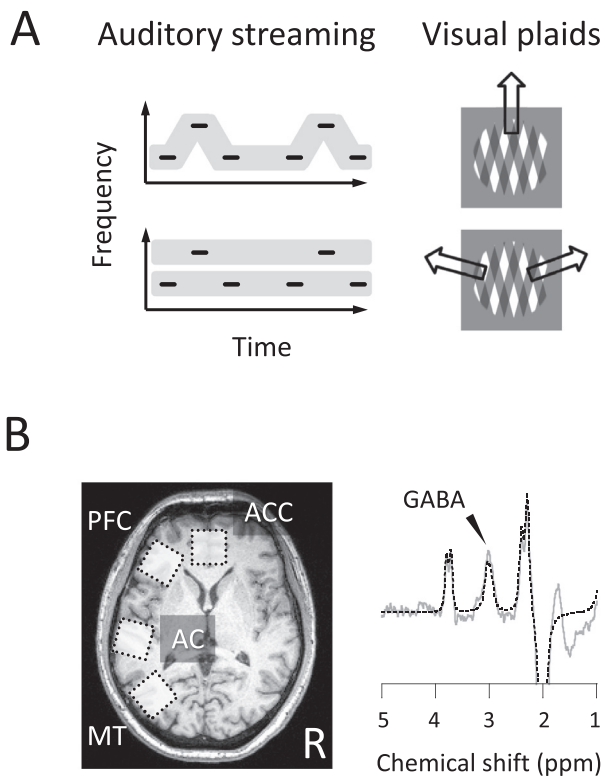 A
Auditory streaming
Visual plaids
Frequency
Time
B
PFC
ACC
AC
MT
R
GABA
5 4 3 2 1
Chemical shift (ppm)